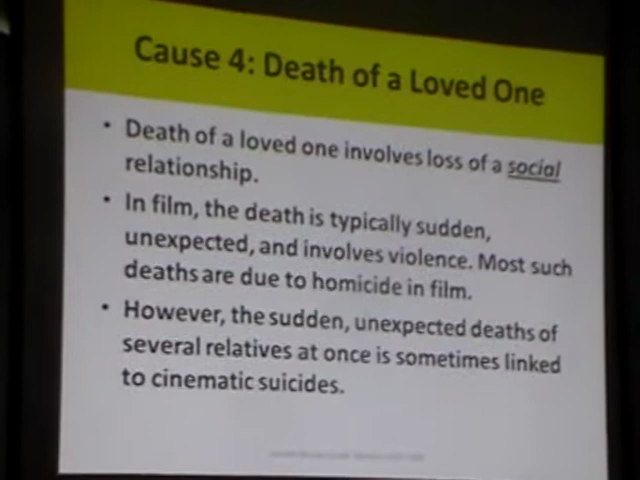 Cause 4: Death of a Loved One
• Death of a loved one involves loss of a social
relationship.
• In film, the death is typically sudden,
unexpected, and involves violence. Most such
deaths are due to homicide in film.
• However, the sudden, unexpected deaths of
several relatives at once is sometimes linked
to cinematic suicides.